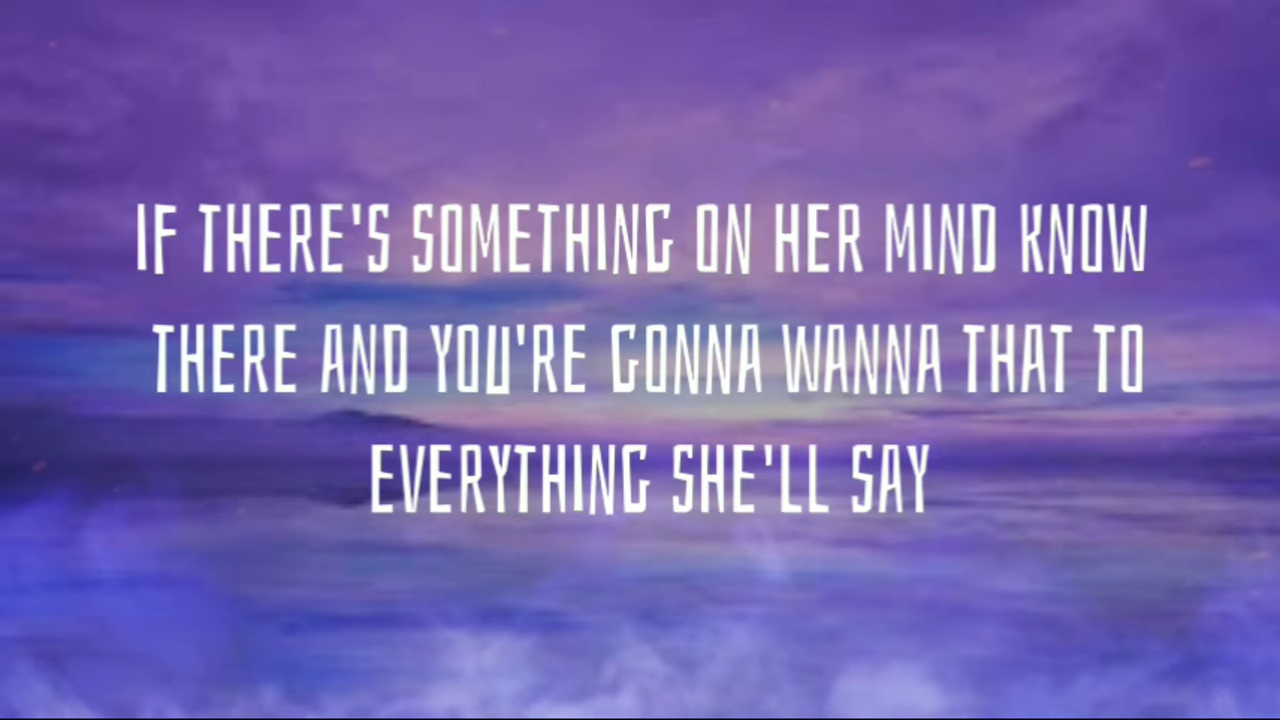 IF THERE'S SOMETHING ON HER MIND KNOW
THERE AND YOU'RE GONNA WANNA THAT TO
EVERYTHING SHE'LL SAY